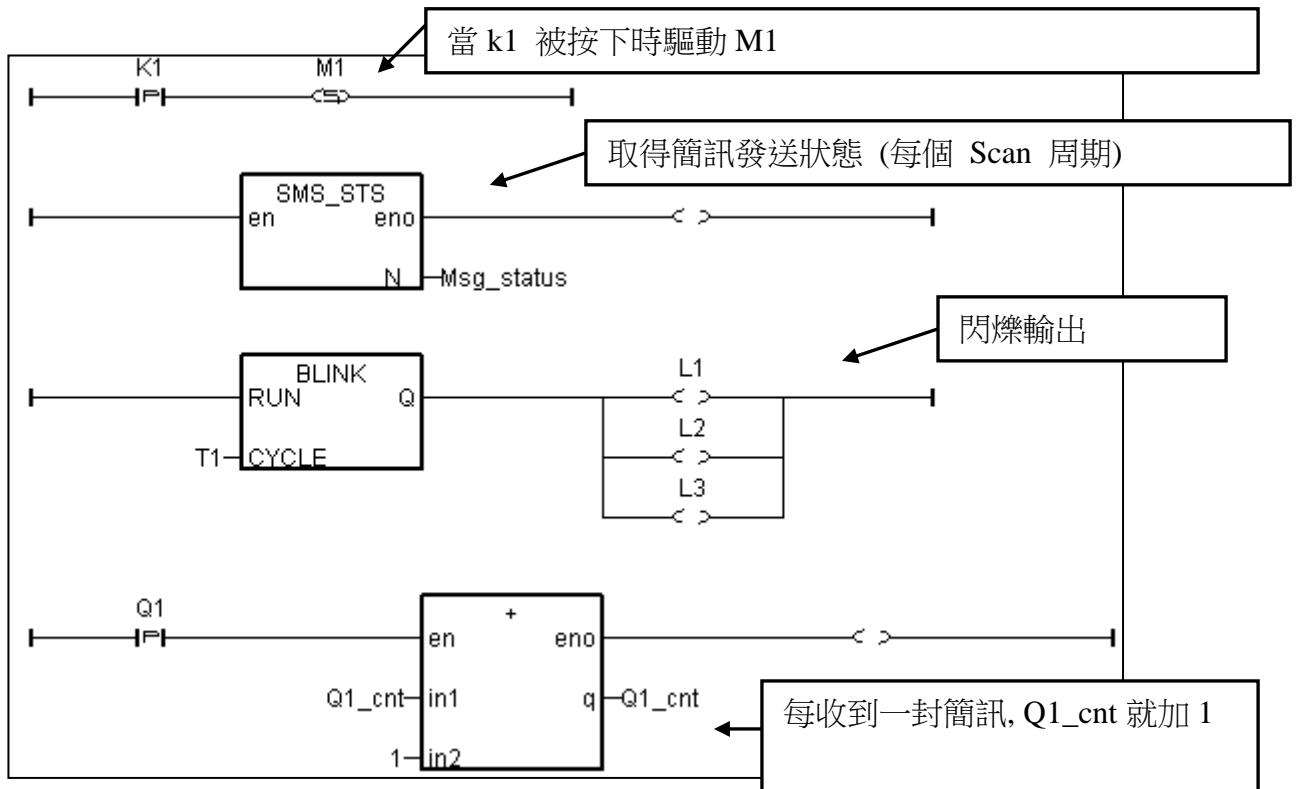 當 k1 被按下時驅動 M1
K1 M1
取得簡訊發送狀態 (每個 Scan 周期)
SMS_STS
en eno
N Msg_status
閃爍輸出
BLINK
RUN Q
T1 CYCLE
L1
L2
L3
Q1
+
en eno
Q1_cnt in1 q Q1_cnt
1 in2
每收到一封簡訊, Q1_cnt 就加 1